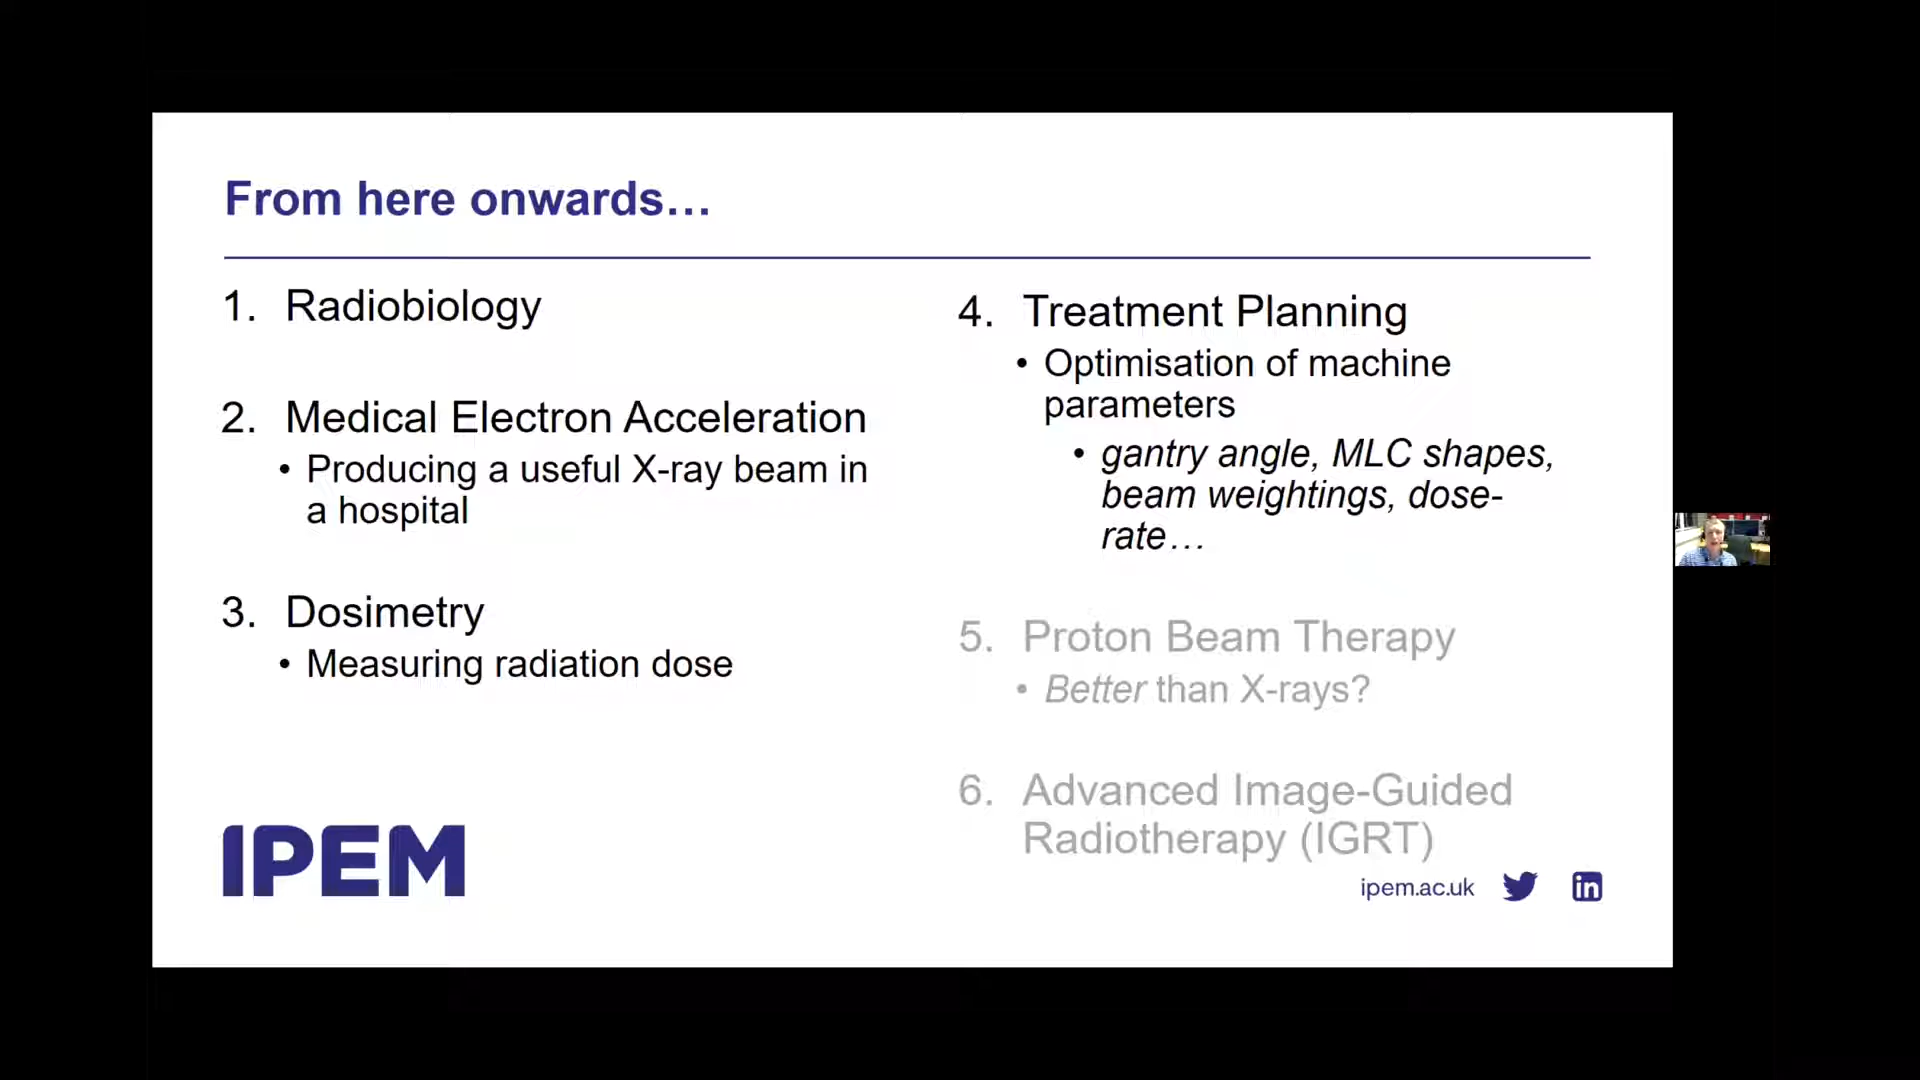 From here onwards…
1. Radiobiology
2. Medical Electron Acceleration
• Producing a useful X-ray beam in
a hospital
3. Dosimetry
• Measuring radiation dose
4. Treatment Planning
• Optimisation of machine
parameters
• gantry angle, MLC shapes,
beam weightings, dose-
rate…
5. Proton Beam Therapy
• Better than X-rays?
6. Advanced Image-Guided
Radiotherapy (IGRT)
IPEM
ipem.ac.uk
in